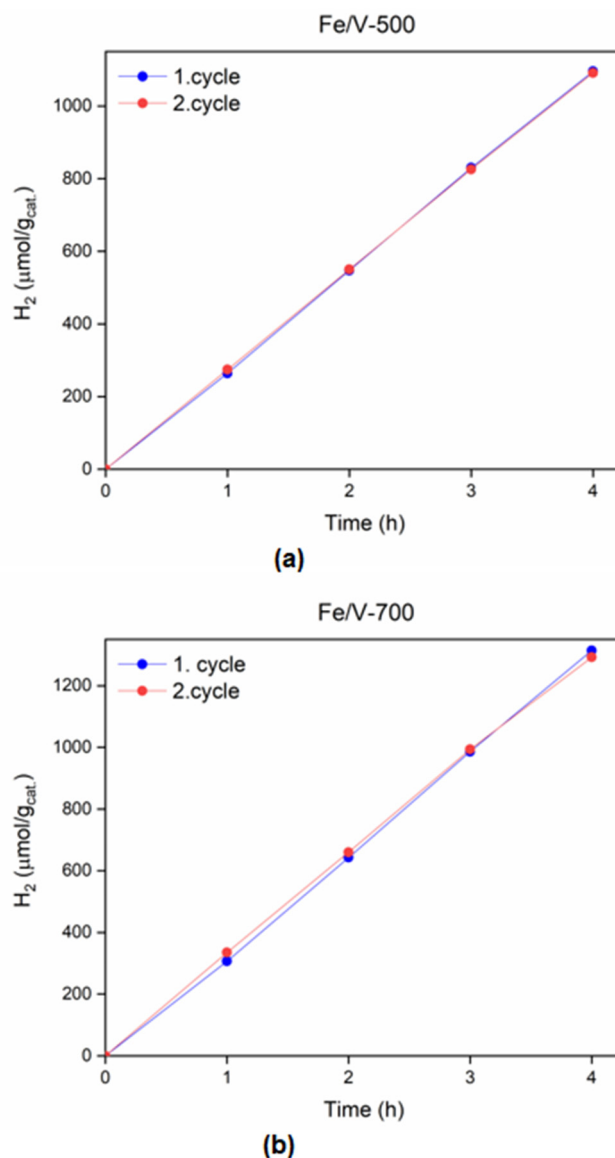 Fe/V-500
1.cycle
2.cycle
1000
800
600
400
200
0
H2 (μmol/gcat.)
0 1 2 3 4
Time (h)
(a)
Fe/V-700
1. cycle
2.cycle
1200
1000
800
600
400
200
0
H2 (μmol/gcat.)
0 1 2 3 4
Time (h)
(b)